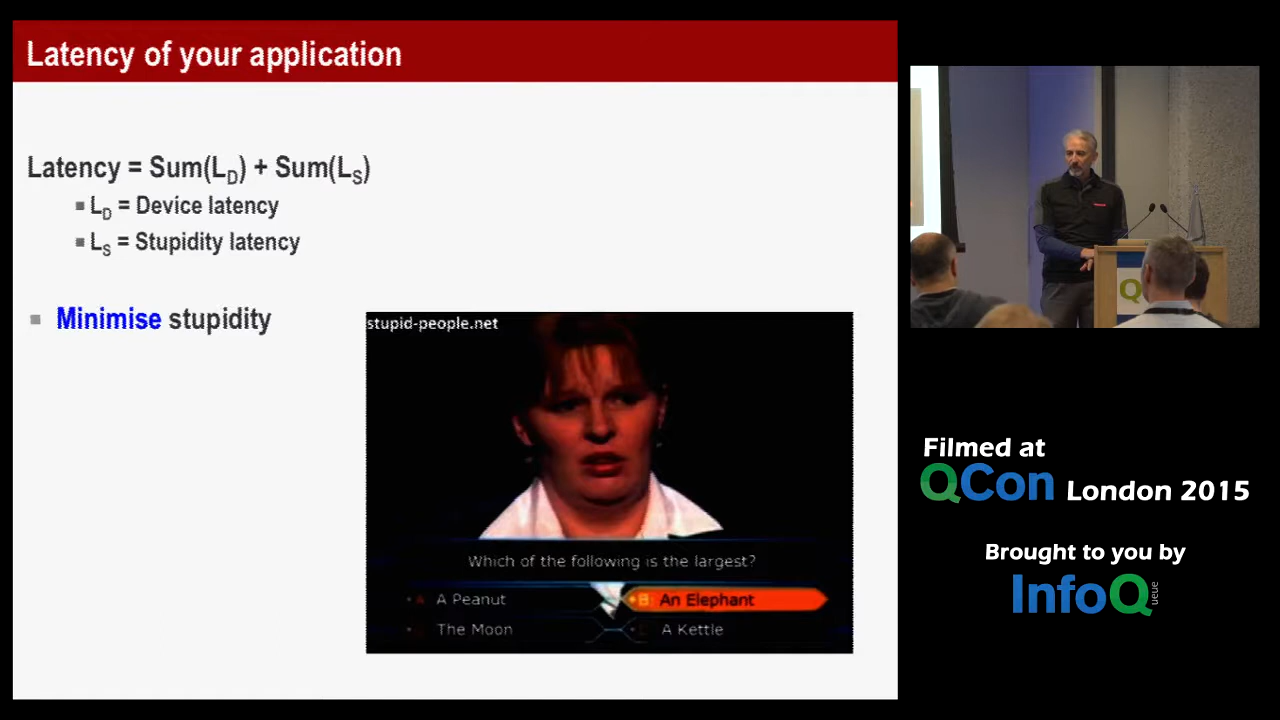 Latency of your application
Latency = Sum(LD) + Sum(LS)
LD = Device latency
LS = Stupidity latency
Minimise stupidity
stupid-people.net
Which of the following is the largest?
A A Peanut
B: An Elephant
The Moon
A Kettle
Q
Filmed at
QCon London 2015
Brought to you by
InfoQ
ueue